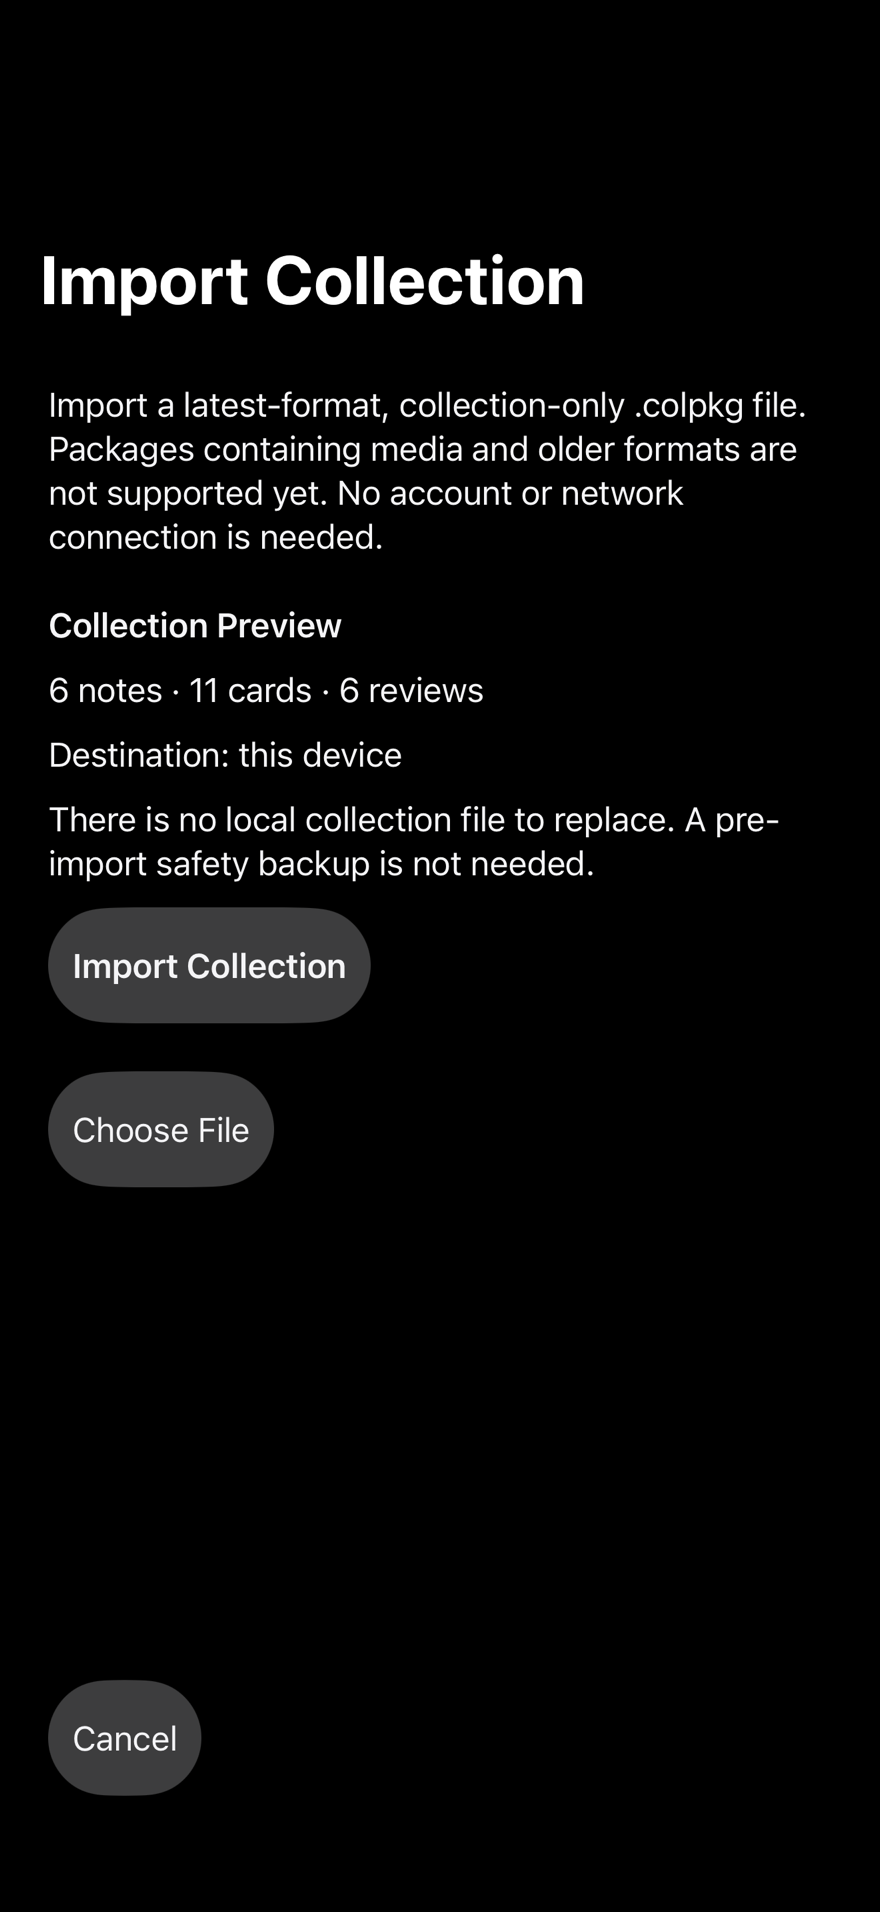 Import Collection
Import a latest-format, collection-only .colpkg file.
Packages containing media and older formats are
not supported yet. No account or network
connection is needed.
Collection Preview
6 notes · 11 cards · 6 reviews
Destination: this device
There is no local collection file to replace. A pre-
import safety backup is not needed.
Import Collection
Choose File
Cancel